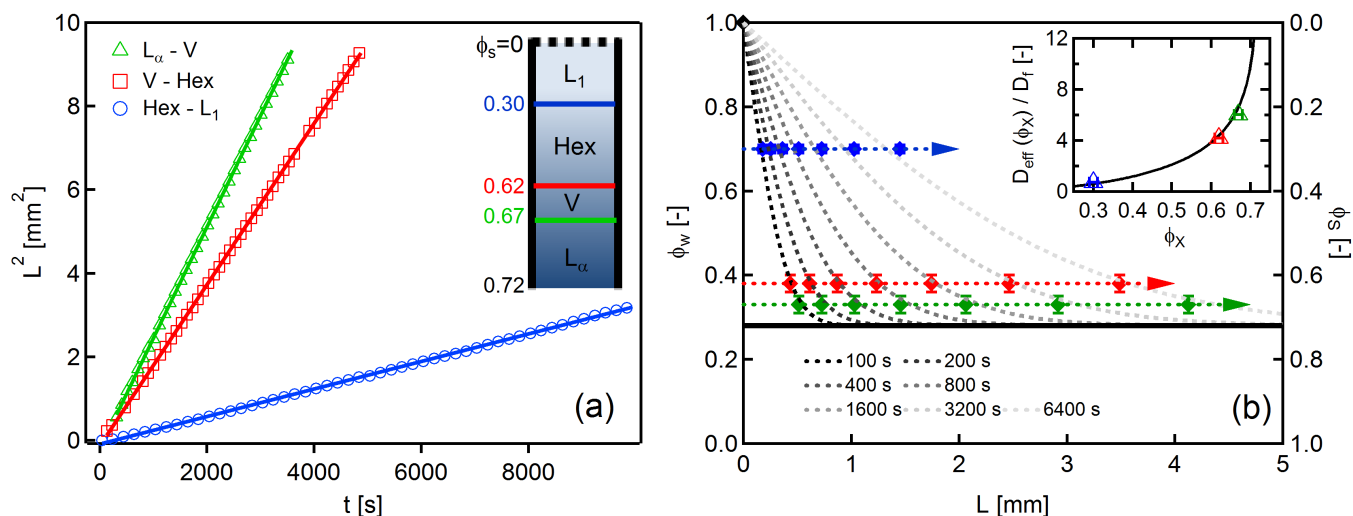 10
8
6
4
2
0
L² [mm²]
0
2000
4000
6000
8000
t [s]
Lα - V
V - Hex
Hex - L₁
ϕₛ=0
L₁
0.30
Hex
0.62
V
0.67
Lα
0.72
(a)
1.0
0.8
0.6
0.4
0.2
0.0
ϕw [-]
0
1
2
3
4
5
L [mm]
0.0
0.2
0.4
0.6
0.8
1.0
ϕₛ [-]
12
8
4
0
Deff (ϕX) / Df [-]
0.3
0.4
0.5
0.6
0.7
ϕX
100 s
200 s
400 s
800 s
1600 s
3200 s
6400 s
(b)